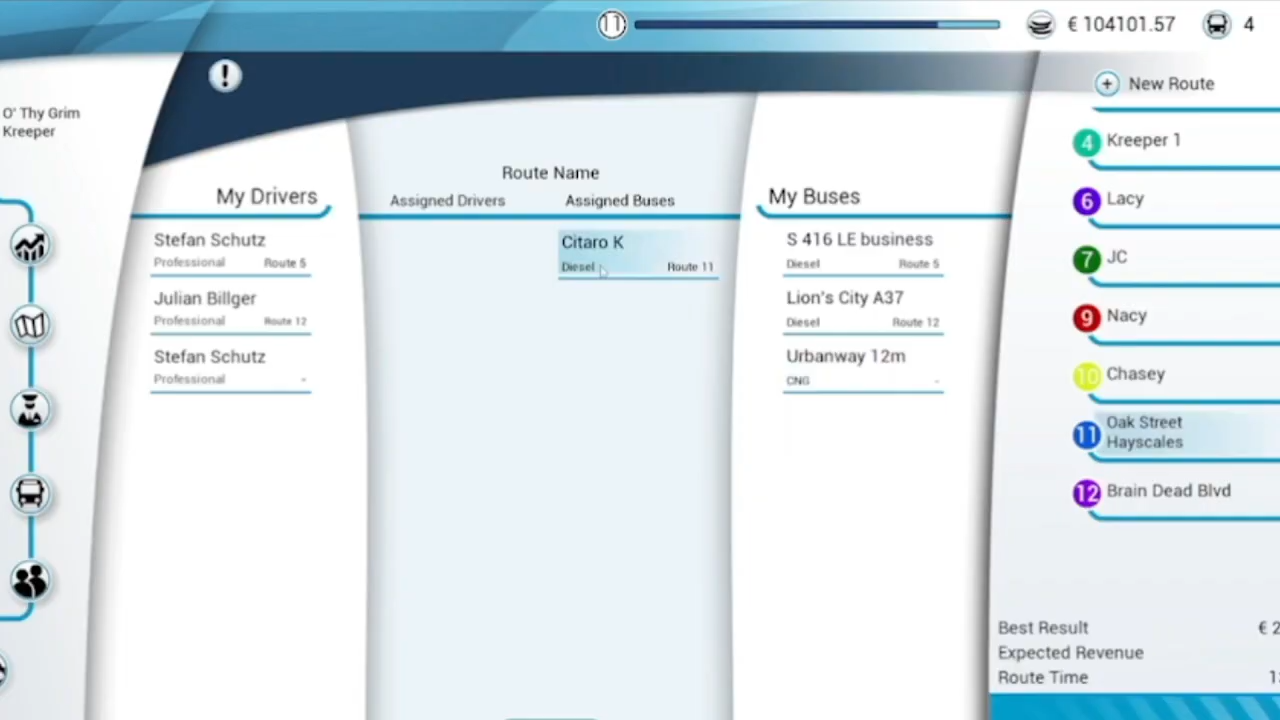 11
€ 104101.57
4
!
O' Thy Grim
Kreeper
My Drivers
Stefan Schutz
Professional Route 5
Julian Billger
Professional Route 12
Stefan Schutz
Professional -
Route Name
Assigned Drivers Assigned Buses
Citaro K
Diesel Route 11
My Buses
S 416 LE business
Diesel Route 5
Lion's City A37
Diesel Route 12
Urbanway 12m
CNG -
+ New Route
4 Kreeper 1
6 Lacy
7 JC
9 Nacy
10 Chasey
11 Oak Street
Hayscales
12 Brain Dead Blvd
Best Result € 2
Expected Revenue
Route Time